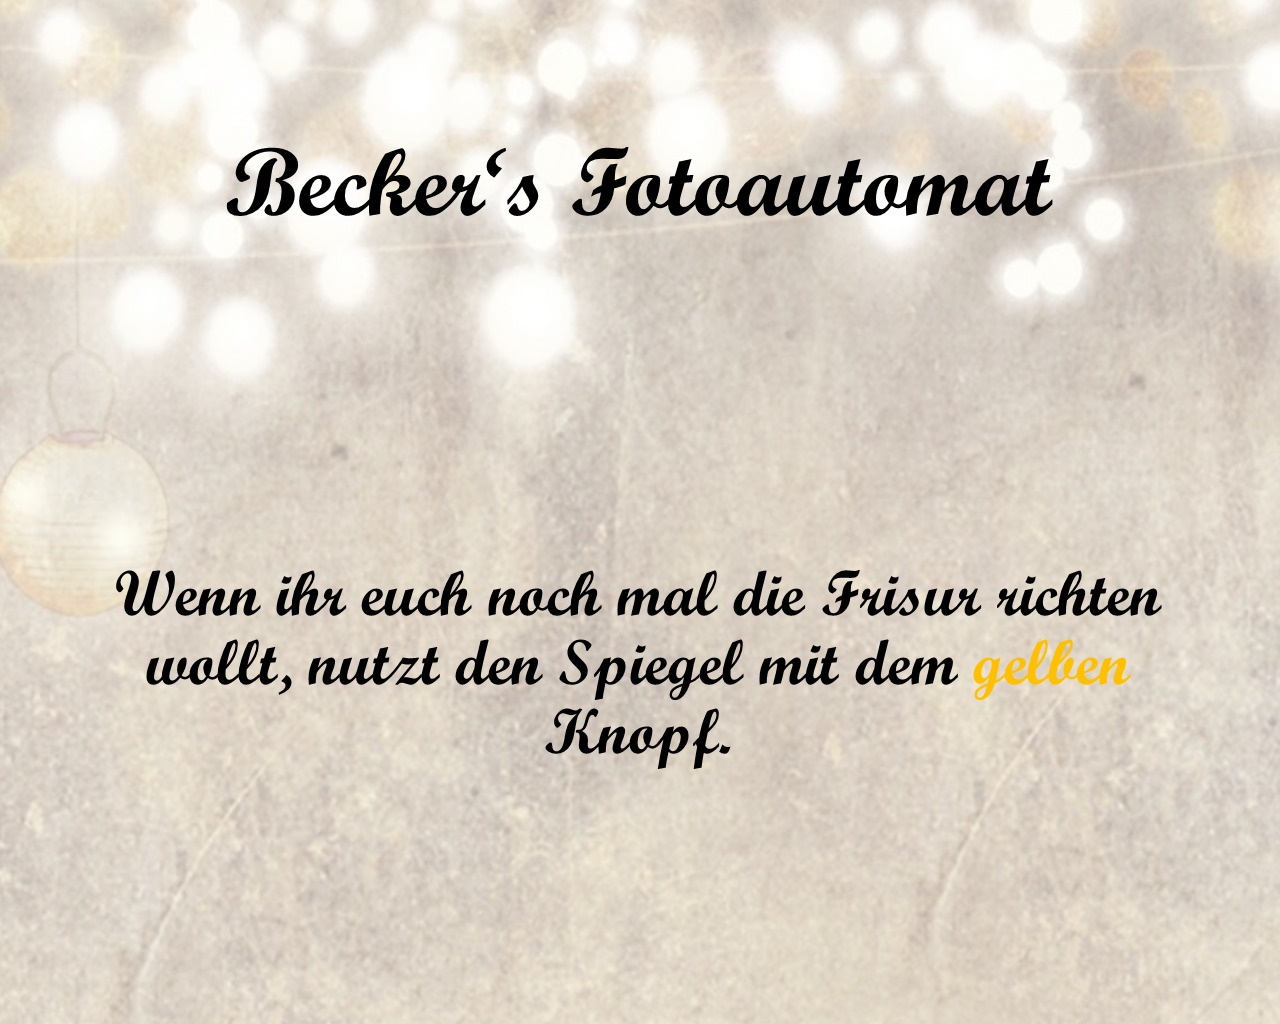 Becker‘s Fotoautomat
Wenn ihr euch noch mal die Frisur richten
wollt, nutzt den Spiegel mit dem gelben
Knopf.